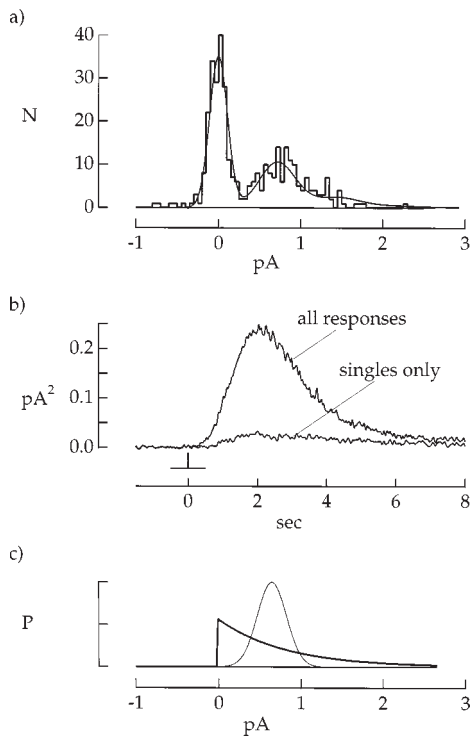 a)
40
30
N
20
10
0
-1 0 1 2 3
pA
b)
all responses
0.2
singles only
pA²
0.1
0.0
0 2 4 6 8
sec
c)
P
-1 0 1 2 3
pA